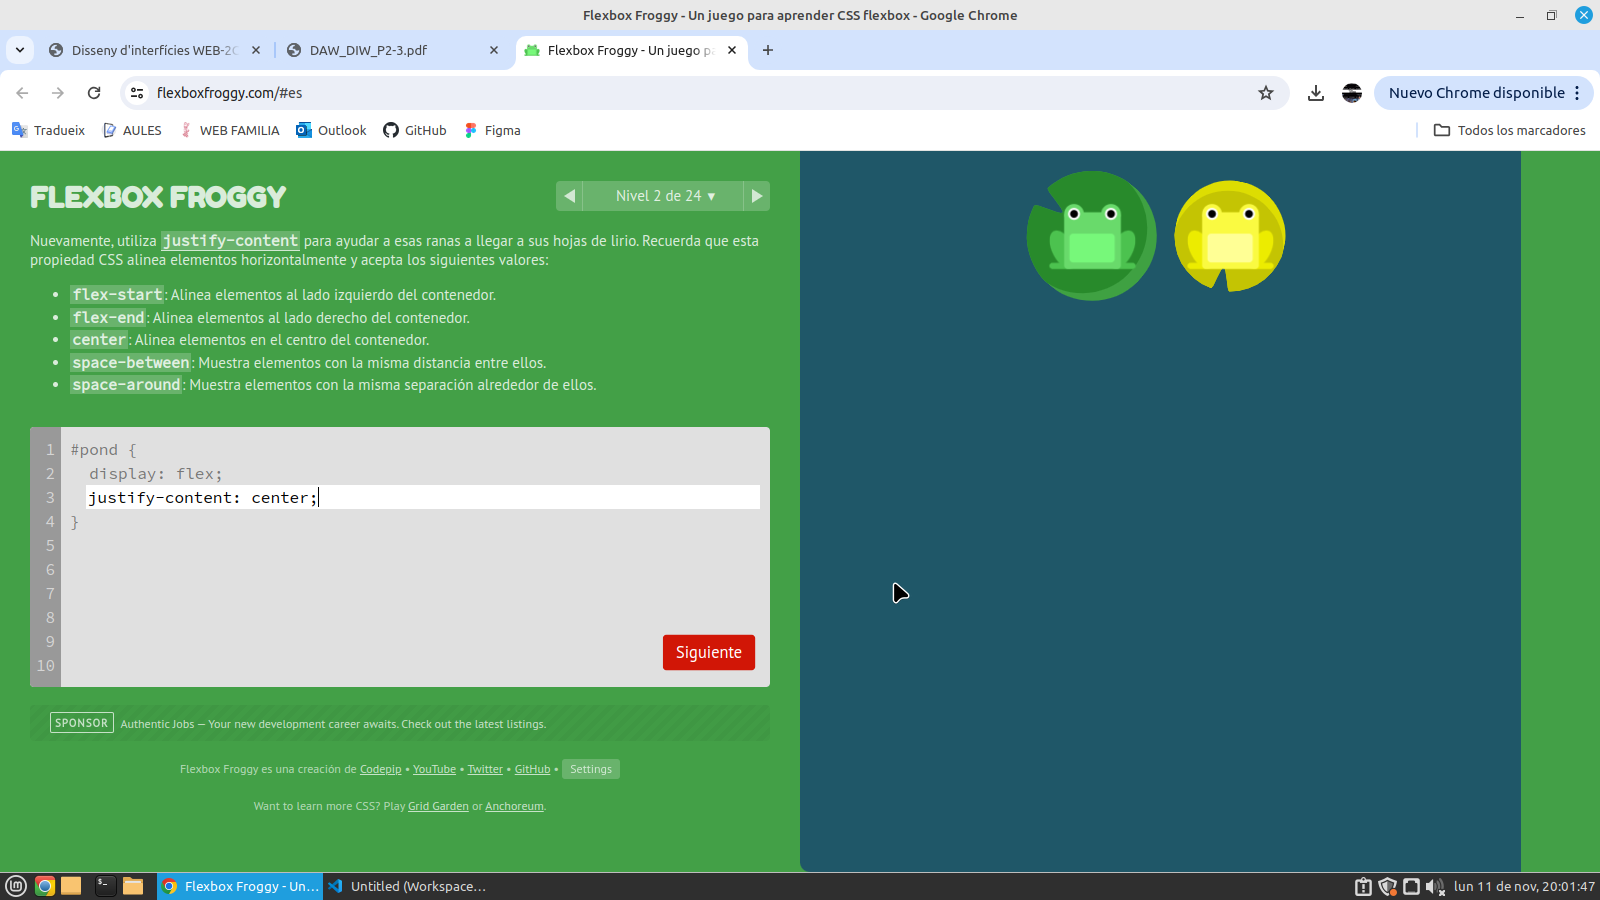 Flexbox Froggy - Un juego para aprender CSS flexbox - Google Chrome
Disseny d'interfícies WEB-2
DAW_DIW_P2-3.pdf
Flexbox Froggy - Un juego p
flexboxfroggy.com/#es
Nuevo Chrome disponible
Tradueix
AULES
WEB FAMILIA
Outlook
GitHub
Figma
Todos los marcadores
FLEXBOX FROGGY
Nivel 2 de 24 ▼
Nuevamente, utiliza justify-content para ayudar a esas ranas a llegar a sus hojas de lirio. Recuerda que esta
propiedad CSS alinea elementos horizontalmente y acepta los siguientes valores:
• flex-start: Alinea elementos al lado izquierdo del contenedor.
• flex-end: Alinea elementos al lado derecho del contenedor.
• center: Alinea elementos en el centro del contenedor.
• space-between: Muestra elementos con la misma distancia entre ellos.
• space-around: Muestra elementos con la misma separación alrededor de ellos.
1 #pond {
2 display: flex;
3 justify-content: center;
4 }
5
6
7
8
9
10
Siguiente
SPONSOR Authentic Jobs — Your new development career awaits. Check out the latest listings.
Flexbox Froggy es una creación de Codepip • YouTube • Twitter • GitHub • Settings
Want to learn more CSS? Play Grid Garden or Anchoreum.
Flexbox Froggy - Un...
Untitled (Workspace...
lun 11 de nov, 20:01:47